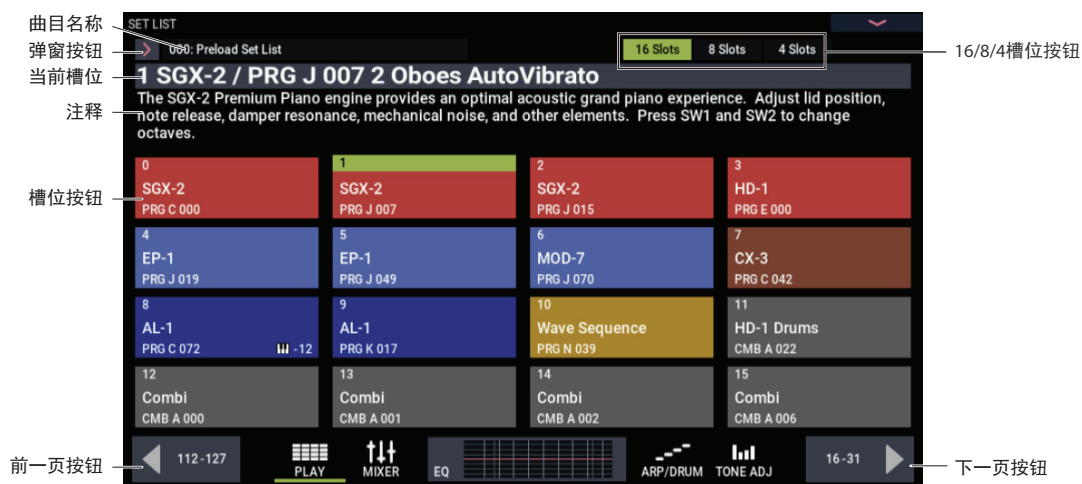 SET LIST
曲目名称
弹窗按钮
000: Preload Set List
16 Slots 8 Slots 4 Slots
16/8/4槽位按钮
当前槽位
1 SGX-2 / PRG J 007 2 Oboes AutoVibrato
注释
The SGX-2 Premium Piano engine provides an optimal acoustic grand piano experience. Adjust lid position,
note release, damper resonance, mechanical noise, and other elements. Press SW1 and SW2 to change
octaves.
槽位按钮
0
SGX-2
PRG C 000
1
SGX-2
PRG J 007
2
SGX-2
PRG J 015
3
HD-1
PRG E 000
4
EP-1
PRG J 019
5
EP-1
PRG J 049
6
MOD-7
PRG J 070
7
CX-3
PRG C 042
8
AL-1
PRG C 072 -12
9
AL-1
PRG K 017
10
Wave Sequence
PRG N 039
11
HD-1 Drums
CMB A 022
12
Combi
CMB A 000
13
Combi
CMB A 001
14
Combi
CMB A 002
15
Combi
CMB A 006
前一页按钮
112-127
PLAY
MIXER
EQ
ARP/DRUM
TONE ADJ
16-31
下一页按钮